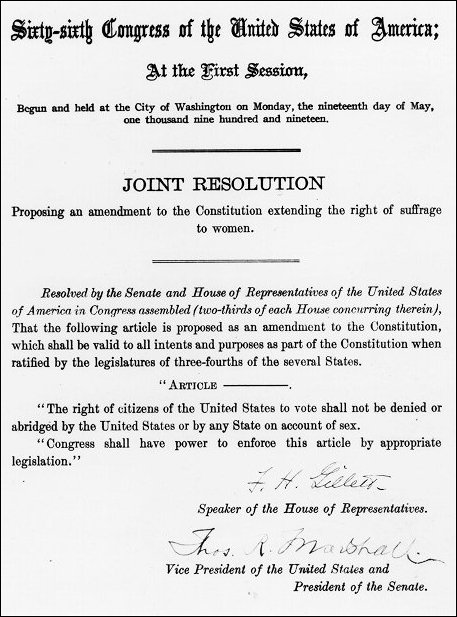 Sixty-sixth Congress of the United States of America;
At the First Session,
Begun and held at the City of Washington on Monday, the nineteenth day of May,
one thousand nine hundred and nineteen.
JOINT RESOLUTION
Proposing an amendment to the Constitution extending the right of suffrage
to women.
Resolved by the Senate and House of Representatives of the United States
of America in Congress assembled (two-thirds of each House concurring therein),
That the following article is proposed as an amendment to the Constitution,
which shall be valid to all intents and purposes as part of the Constitution when
ratified by the legislatures of three-fourths of the several States.
"ARTICLE ———.
"The right of citizens of the United States to vote shall not be denied or
abridged by the United States or by any State on account of sex.
"Congress shall have power to enforce this article by appropriate
legislation."
F. H. Gillett
Speaker of the House of Representatives.
Thos. R. Marshall
Vice President of the United States and
President of the Senate.